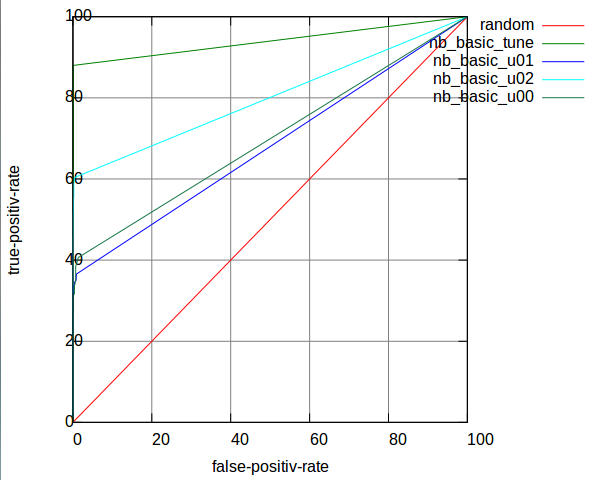 100
80
60
40
20
0
true-positiv-rate
0 20 40 60 80 100
false-positiv-rate
random
nb_basic_tune
nb_basic_u01
nb_basic_u02
nb_basic_u00